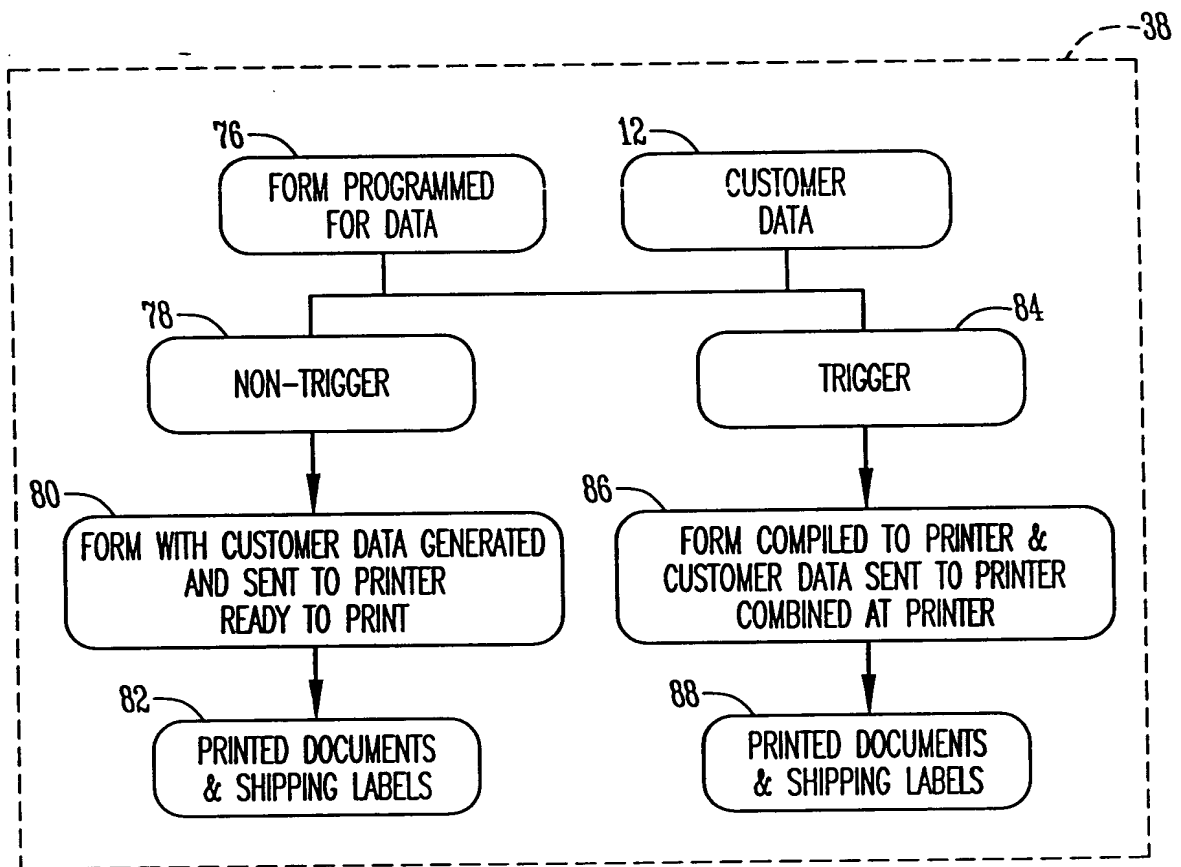 38
76
FORM PROGRAMMED
FOR DATA
12
CUSTOMER
DATA
78
NON-TRIGGER
84
TRIGGER
80
FORM WITH CUSTOMER DATA GENERATED
AND SENT TO PRINTER
READY TO PRINT
86
FORM COMPILED TO PRINTER &
CUSTOMER DATA SENT TO PRINTER
COMBINED AT PRINTER
82
PRINTED DOCUMENTS
& SHIPPING LABELS
88
PRINTED DOCUMENTS
& SHIPPING LABELS